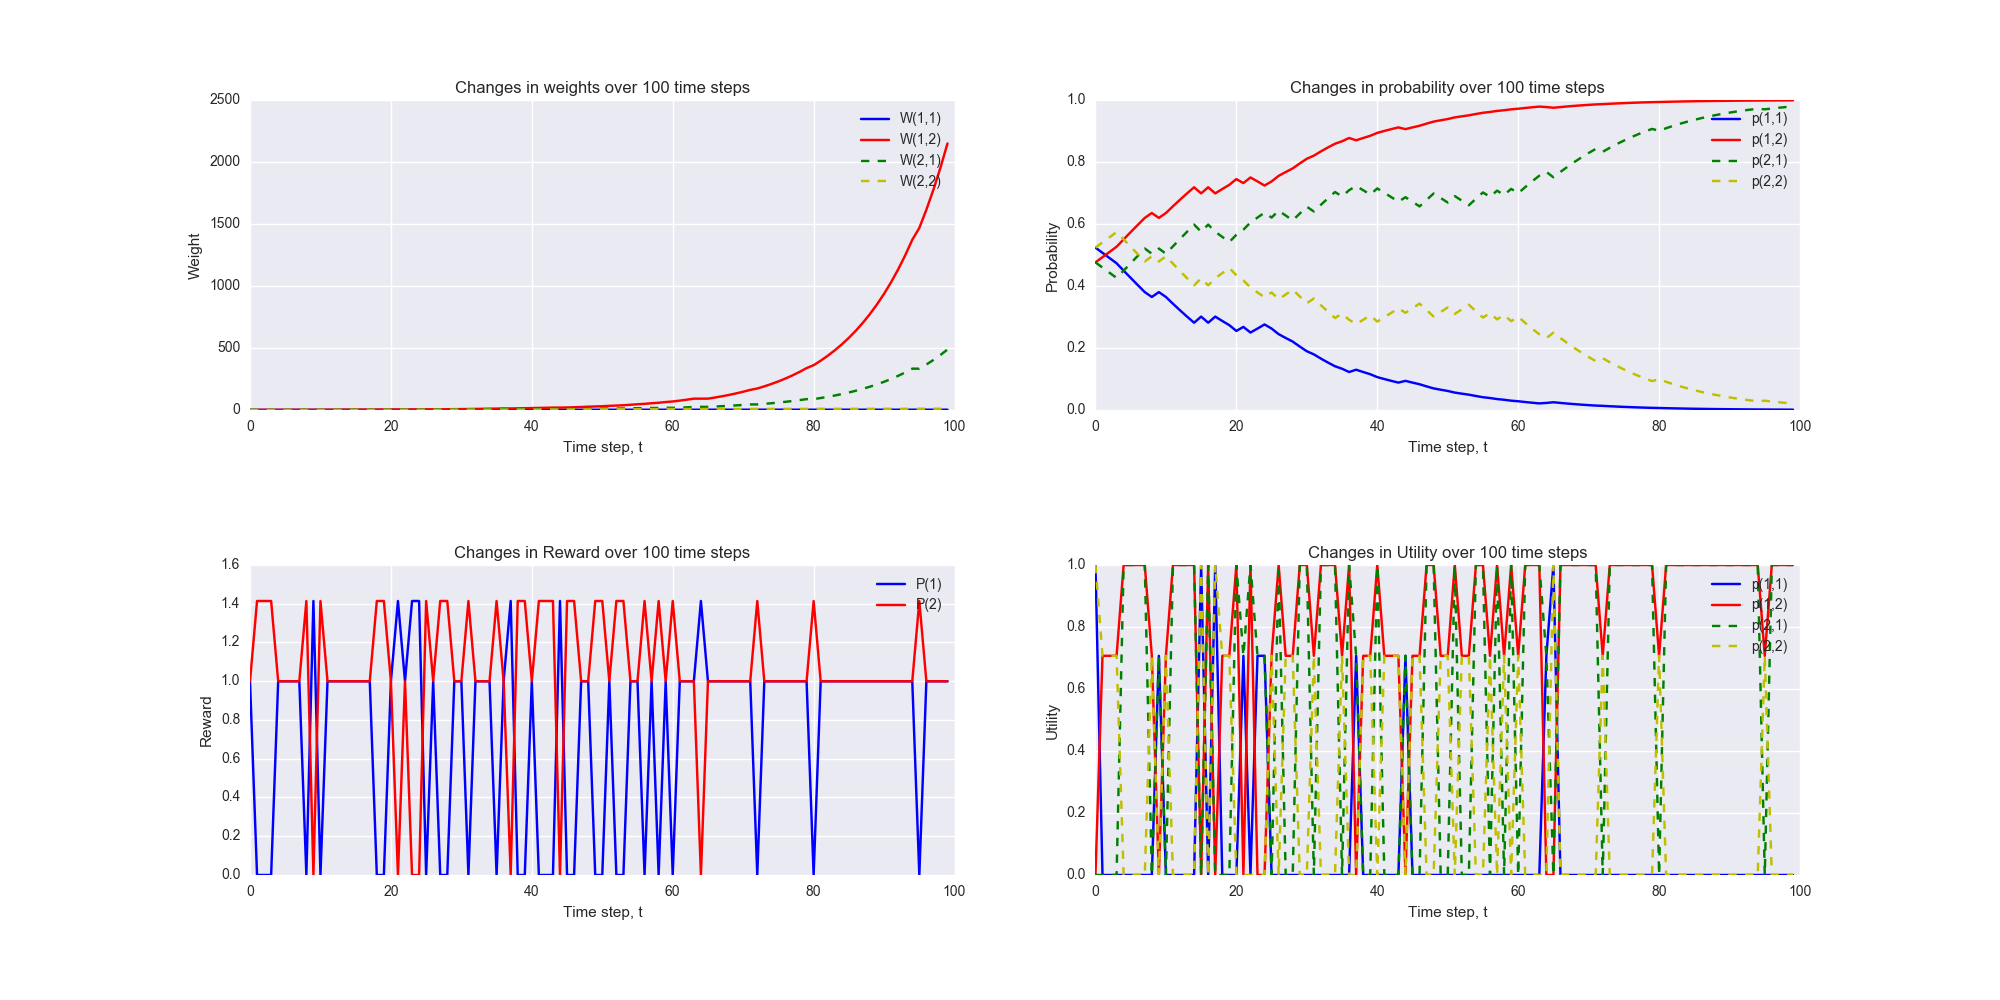 Changes in weights over 100 time steps
2500
2000
1500
1000
500
0
Weight
0 20 40 60 80 100
Time step, t
W(1,1)
W(1,2)
W(2,1)
W(2,2)
Changes in probability over 100 time steps
1.0
0.8
0.6
0.4
0.2
0.0
Probability
0 20 40 60 80 100
Time step, t
p(1,1)
p(1,2)
p(2,1)
p(2,2)
Changes in Reward over 100 time steps
1.6
1.4
1.2
1.0
0.8
0.6
0.4
0.2
0.0
Reward
0 20 40 60 80 100
Time step, t
P(1)
P(2)
Changes in Utility over 100 time steps
1.0
0.8
0.6
0.4
0.2
0.0
Utility
0 20 40 60 80 100
Time step, t
p(1,1)
p(1,2)
p(2,1)
p(2,2)